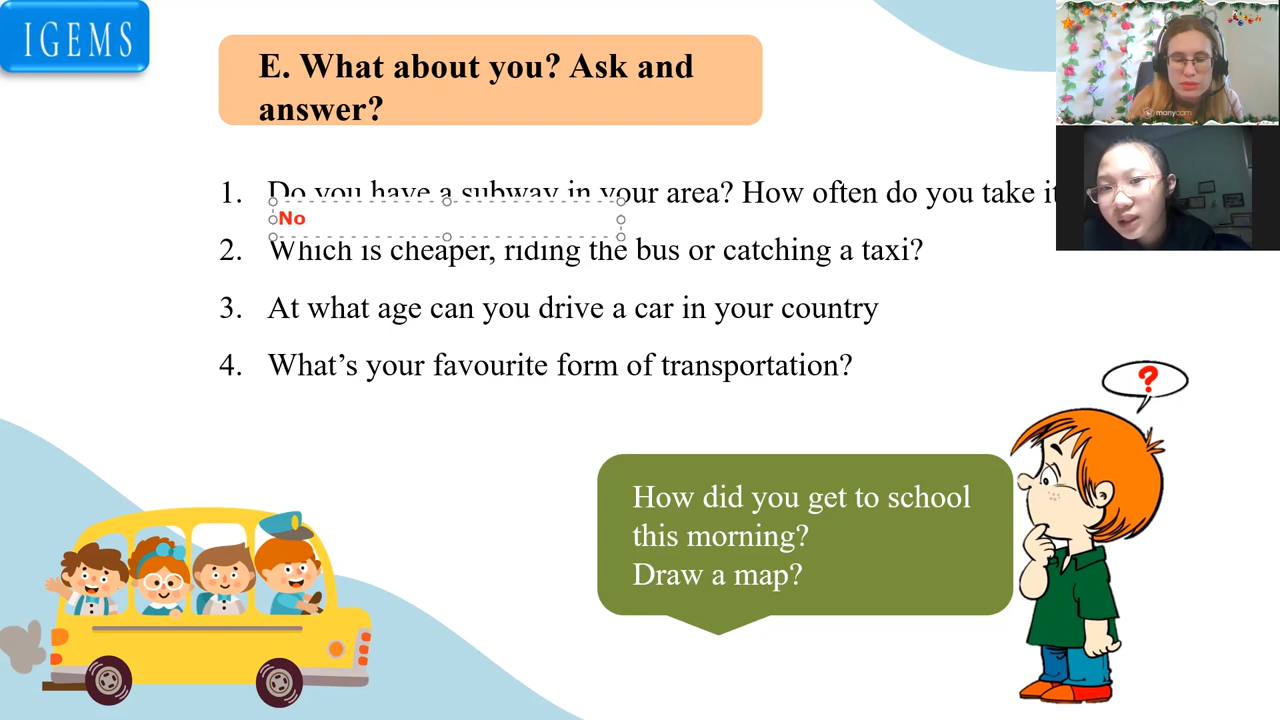 IGEMS
E. What about you? Ask and
answer?
1. Do you have a subway in your area? How often do you take it
No
2. Which is cheaper, riding the bus or catching a taxi?
3. At what age can you drive a car in your country
4. What's your favourite form of transportation?
?
How did you get to school
this morning?
Draw a map?
manycam